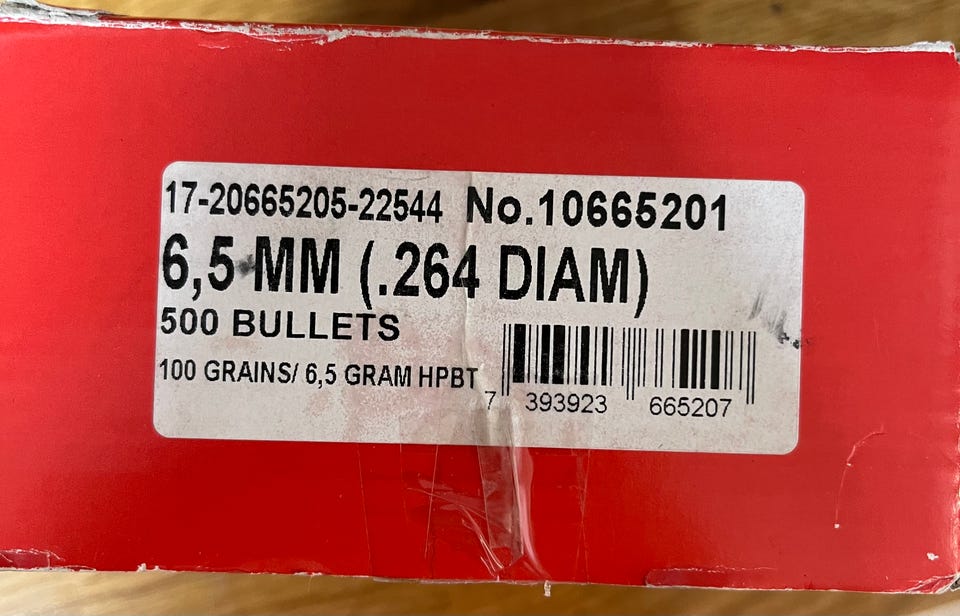 17-20665205-22544 No.10665201
6,5 MM (.264 DIAM)
500 BULLETS
100 GRAINS/ 6,5 GRAM HPBT
7 393923 665207